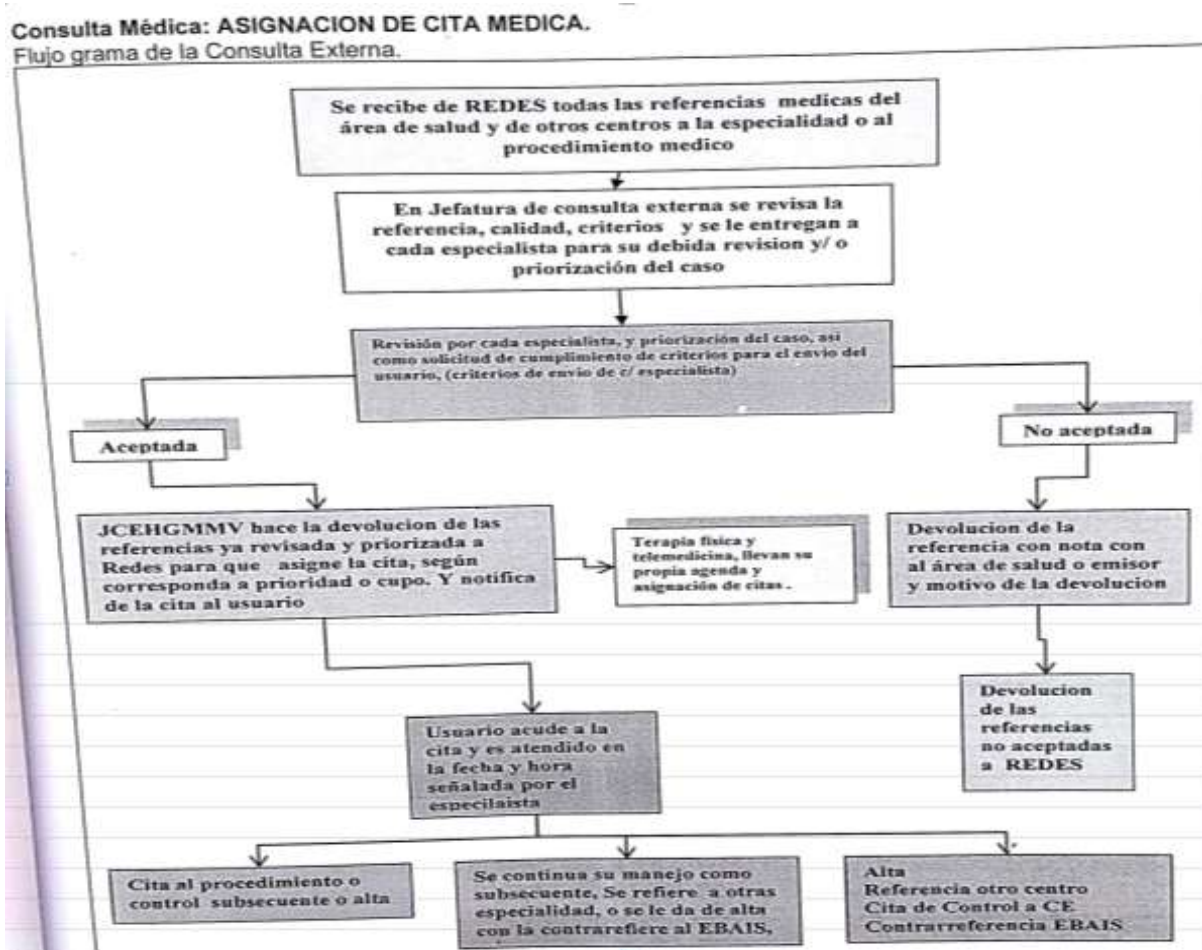 Consulta Médica: ASIGNACION DE CITA MEDICA.
Flujo grama de la Consulta Externa.
Se recibe de REDES todas las referencias medicas del
área de salud y de otros centros a la especialidad o al
procedimiento medico
En Jefatura de consulta externa se revisa la
referencia, calidad, criterios y se le entregan a
cada especialista para su debida revision y/ o
priorización del caso
Revisión por cada especialista, y priorización del caso, asi
como solicitud de cumplimiento de criterios para el envio del
usuario, (criterios de envio de c/ especialista)
Aceptada
No aceptada
JCEHGMMV hace la devolucion de las
referencias ya revisada y priorizada a
Redes para que asigne la cita, según
corresponda a prioridad o cupo. Y notifica
de la cita al usuario
Terapia física y
telemedicina, llevan su
propia agenda y
asignación de citas.
Devolucion de la
referencia con nota con
al área de salud o emisor
y motivo de la devolucion
Devolucion
de las
referencias
no aceptadas
a REDES
Usuario acude a la
cita y es atendido en
la fecha y hora
señalada por el
especilaista
Cita al procedimiento o
control subsecuente o alta
Se continua su manejo como
subsecuente, Se refiere a otras
especialidad, o se le da de alta
con la contrarefiere al EBAIS,
Alta
Referencia otro centro
Cita de Control a CE
Contrarreferencia EBAIS